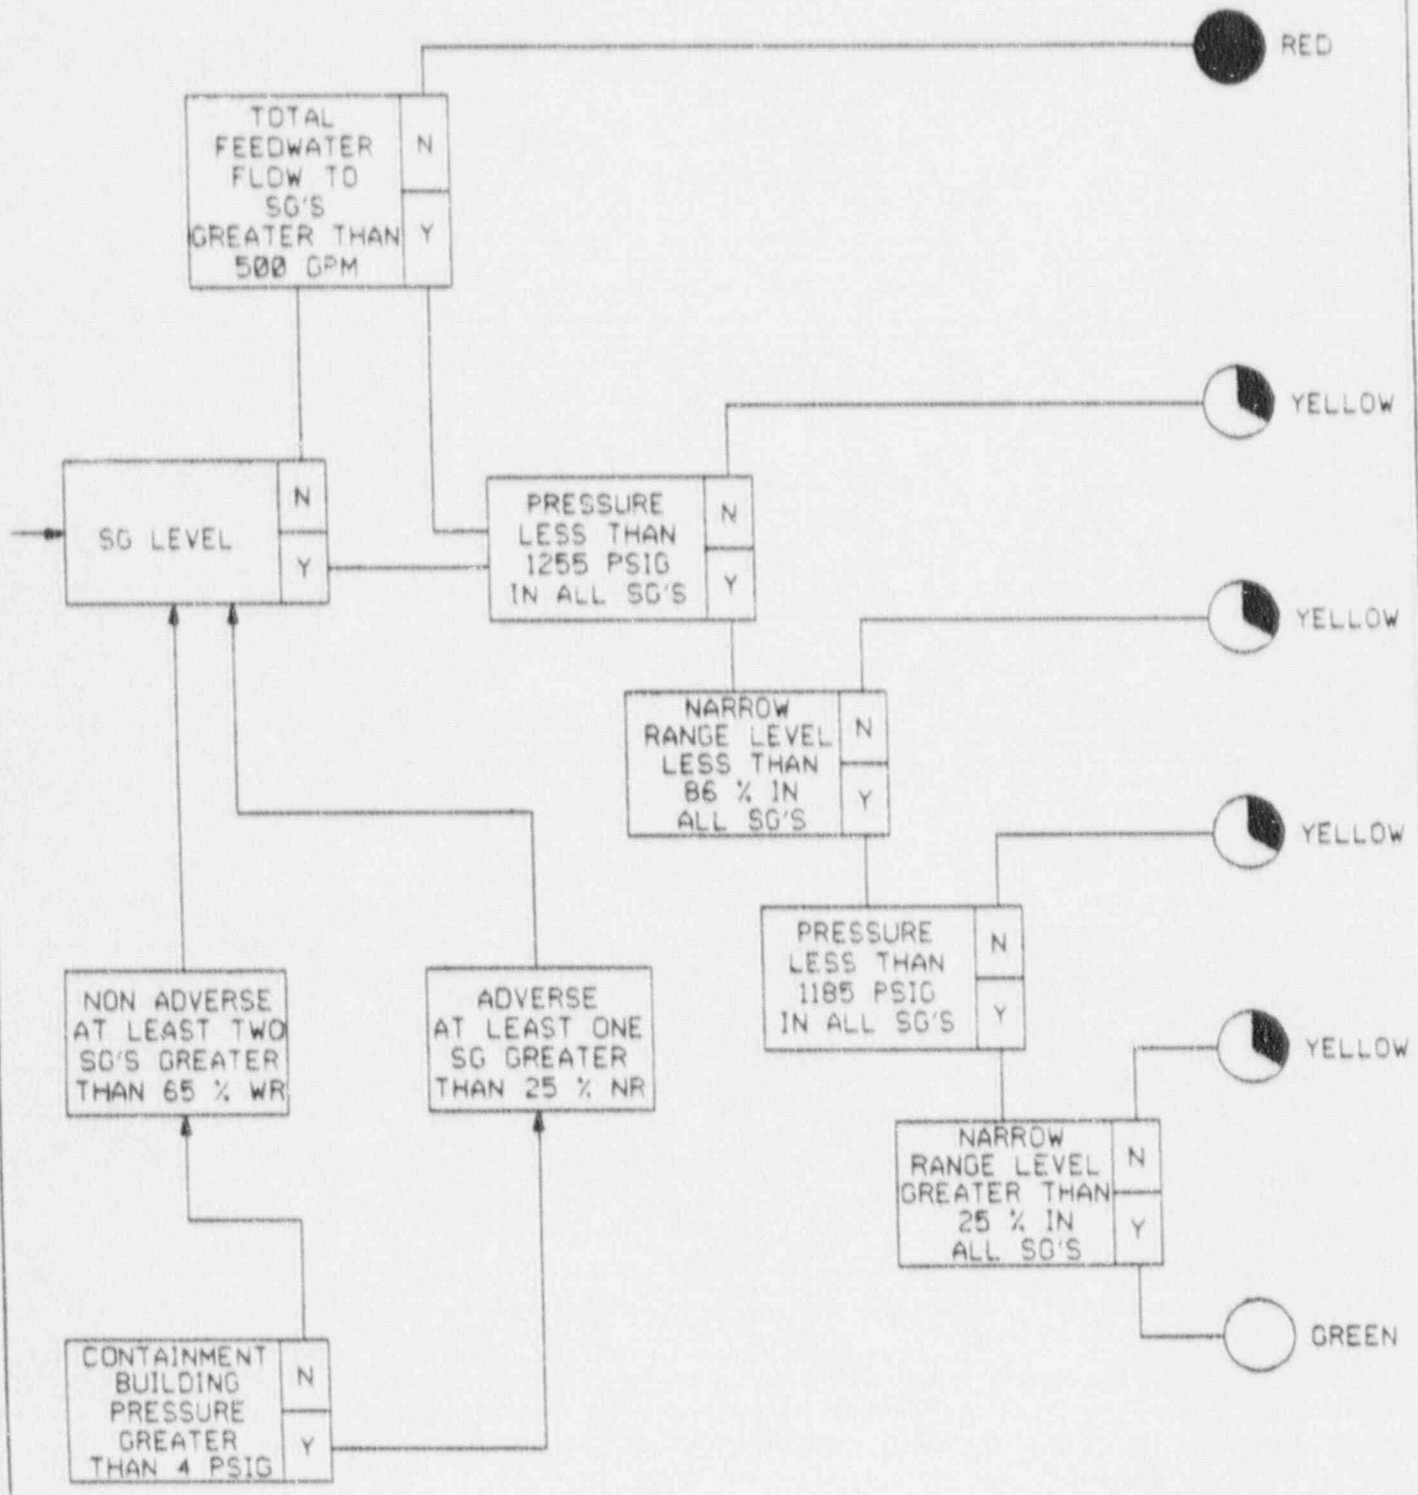 RED
TOTAL
FEEDWATER
FLOW TO
SG'S
GREATER THAN
500 GPM
N
Y
YELLOW
SG LEVEL
N
Y
PRESSURE
LESS THAN
1255 PSIG
IN ALL SG'S
N
Y
YELLOW
NARROW
RANGE LEVEL
LESS THAN
86 % IN
ALL SG'S
N
Y
YELLOW
PRESSURE
LESS THAN
1185 PSIG
IN ALL SG'S
N
Y
NON ADVERSE
AT LEAST TWO
SG'S GREATER
THAN 65 % WR
ADVERSE
AT LEAST ONE
SG GREATER
THAN 25 % NR
YELLOW
NARROW
RANGE LEVEL
GREATER THAN
25 % IN
ALL SG'S
N
Y
GREEN
CONTAINMENT
BUILDING
PRESSURE
GREATER
THAN 4 PSIG
N
Y